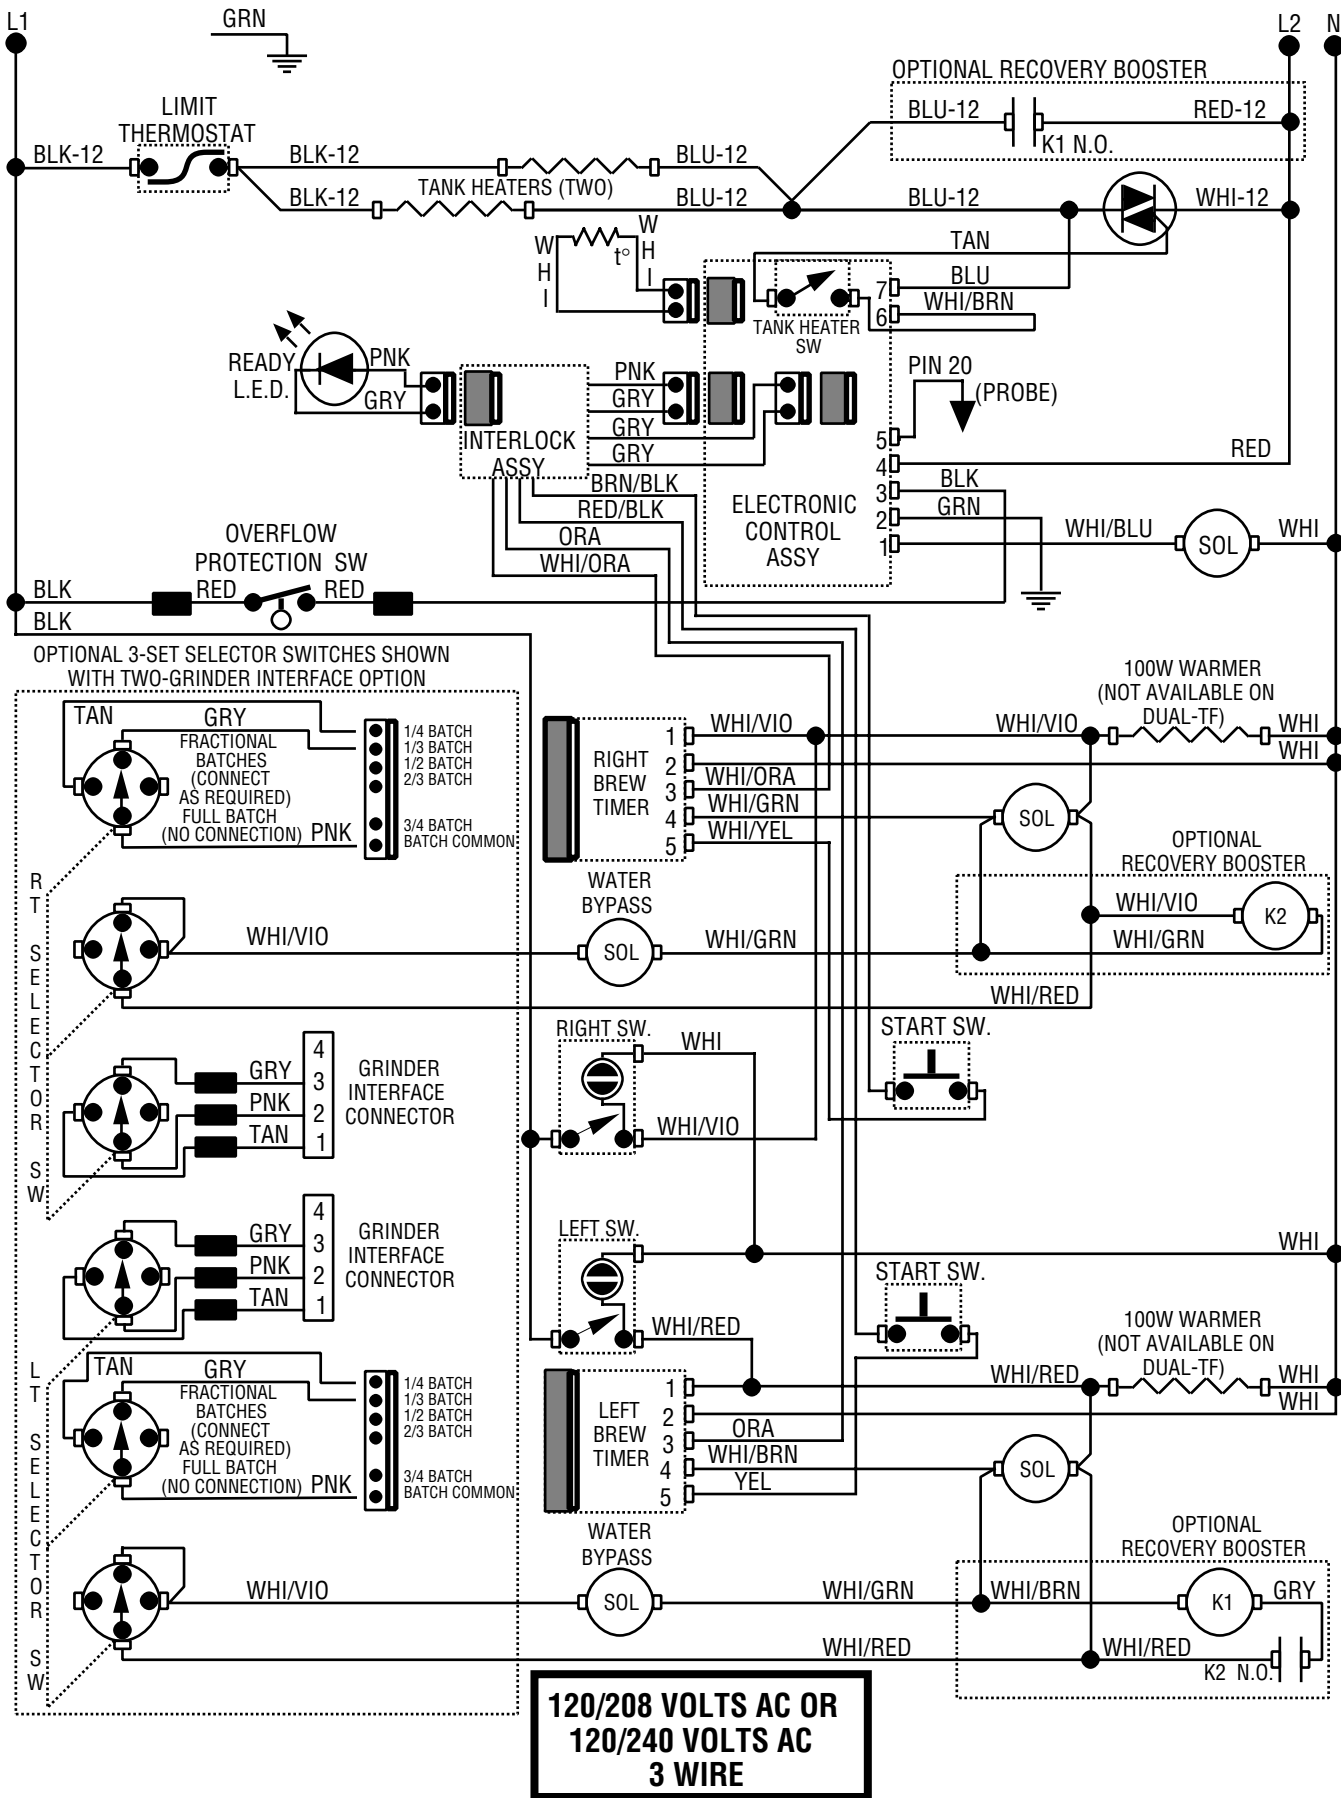 L1
GRN
L2 N
OPTIONAL RECOVERY BOOSTER
LIMIT
THERMOSTAT
BLU-12
RED-12
K1 N.O.
BLK-12
BLK-12
BLU-12
TANK HEATERS (TWO)
BLK-12
BLU-12
BLU-12
WHI-12
TAN
W
H
I
t°
W
H
I
BLU
7
WHI/BRN
6
TANK HEATER
SW
READY
L.E.D.
PNK
GRY
PNK
GRY
GRY
GRY
INTERLOCK
ASSY
PIN 20
(PROBE)
5
4
RED
3
BLK
2
GRN
1
WHI/BLU
SOL
WHI
ELECTRONIC
CONTROL
ASSY
BRN/BLK
RED/BLK
ORA
WHI/ORA
OVERFLOW
PROTECTION SW
BLK
RED
RED
BLK
OPTIONAL 3-SET SELECTOR SWITCHES SHOWN
WITH TWO-GRINDER INTERFACE OPTION
TAN
GRY
FRACTIONAL
BATCHES
(CONNECT
AS REQUIRED)
FULL BATCH
(NO CONNECTION)
PNK
1/4 BATCH
1/3 BATCH
1/2 BATCH
2/3 BATCH
3/4 BATCH
BATCH COMMON
RIGHT
BREW
TIMER
1
WHI/VIO
2
3
WHI/ORA
4
WHI/GRN
5
WHI/YEL
WHI/VIO
100W WARMER
(NOT AVAILABLE ON
DUAL-TF)
WHI
WHI
SOL
OPTIONAL
RECOVERY BOOSTER
WHI/VIO
K2
WHI/GRN
RT SELECTOR SW
WHI/VIO
WATER
BYPASS
SOL
WHI/GRN
WHI/RED
GRY
PNK
TAN
4
3
2
1
GRINDER
INTERFACE
CONNECTOR
RIGHT SW.
WHI
WHI/VIO
START SW.
GRY
PNK
TAN
4
3
2
1
GRINDER
INTERFACE
CONNECTOR
LEFT SW.
WHI
WHI/RED
START SW.
LT SELECTOR SW
TAN
GRY
FRACTIONAL
BATCHES
(CONNECT
AS REQUIRED)
FULL BATCH
(NO CONNECTION)
PNK
1/4 BATCH
1/3 BATCH
1/2 BATCH
2/3 BATCH
3/4 BATCH
BATCH COMMON
LEFT
BREW
TIMER
1
2
3
ORA
4
WHI/BRN
5
YEL
WHI/RED
100W WARMER
(NOT AVAILABLE ON
DUAL-TF)
WHI
WHI
SOL
OPTIONAL
RECOVERY BOOSTER
WHI/VIO
WATER
BYPASS
SOL
WHI/GRN
WHI/BRN
K1
GRY
WHI/RED
WHI/RED
K2 N.O.
120/208 VOLTS AC OR
120/240 VOLTS AC
3 WIRE